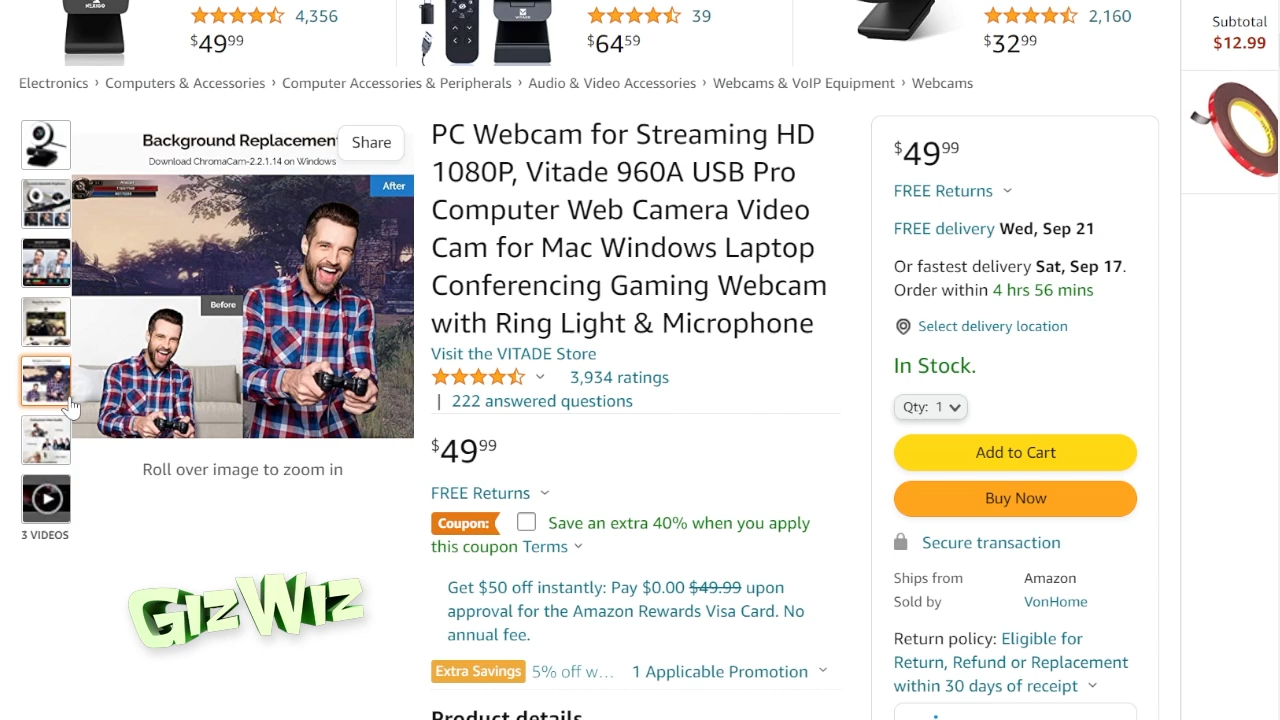 4,356
$49.99
39
$64.59
2,160
$32.99
Subtotal
$12.99
Electronics › Computers & Accessories › Computer Accessories & Peripherals › Audio & Video Accessories › Webcams & VoIP Equipment › Webcams
Background Replacement
Download ChromaCam-2.2.1.14 on Windows
Share
After
Before
Roll over image to zoom in
3 VIDEOS
GizWiz
PC Webcam for Streaming HD
1080P, Vitade 960A USB Pro
Computer Web Camera Video
Cam for Mac Windows Laptop
Conferencing Gaming Webcam
with Ring Light & Microphone
Visit the VITADE Store
3,934 ratings
| 222 answered questions
$49.99
FREE Returns
Coupon: Save an extra 40% when you apply
this coupon Terms
Get $50 off instantly: Pay $0.00 $49.99 upon
approval for the Amazon Rewards Visa Card. No
annual fee.
Extra Savings 5% off w... 1 Applicable Promotion
Product details
$49.99
FREE Returns
FREE delivery Wed, Sep 21
Or fastest delivery Sat, Sep 17.
Order within 4 hrs 56 mins
Select delivery location
In Stock.
Qty: 1
Add to Cart
Buy Now
Secure transaction
Ships from Amazon
Sold by VonHome
Return policy: Eligible for
Return, Refund or Replacement
within 30 days of receipt